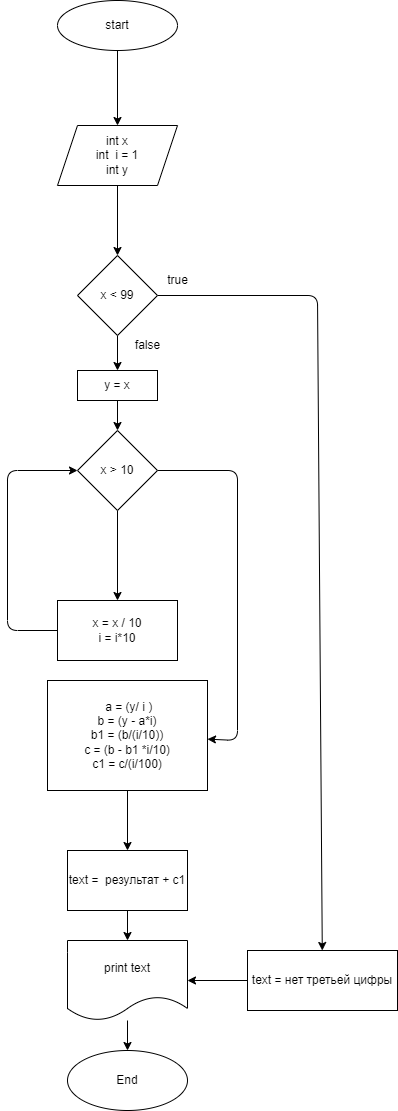 start
int x
int i = 1
int y
true
x < 99
false
y = x
x > 10
x = x / 10
i = i*10
a = (y/ i )
b = (y - a*i)
b1 = (b/(i/10))
c = (b - b1 *i/10)
c1 = c/(i/100)
text = результат + c1
print text
text = нет третьей цифры
End